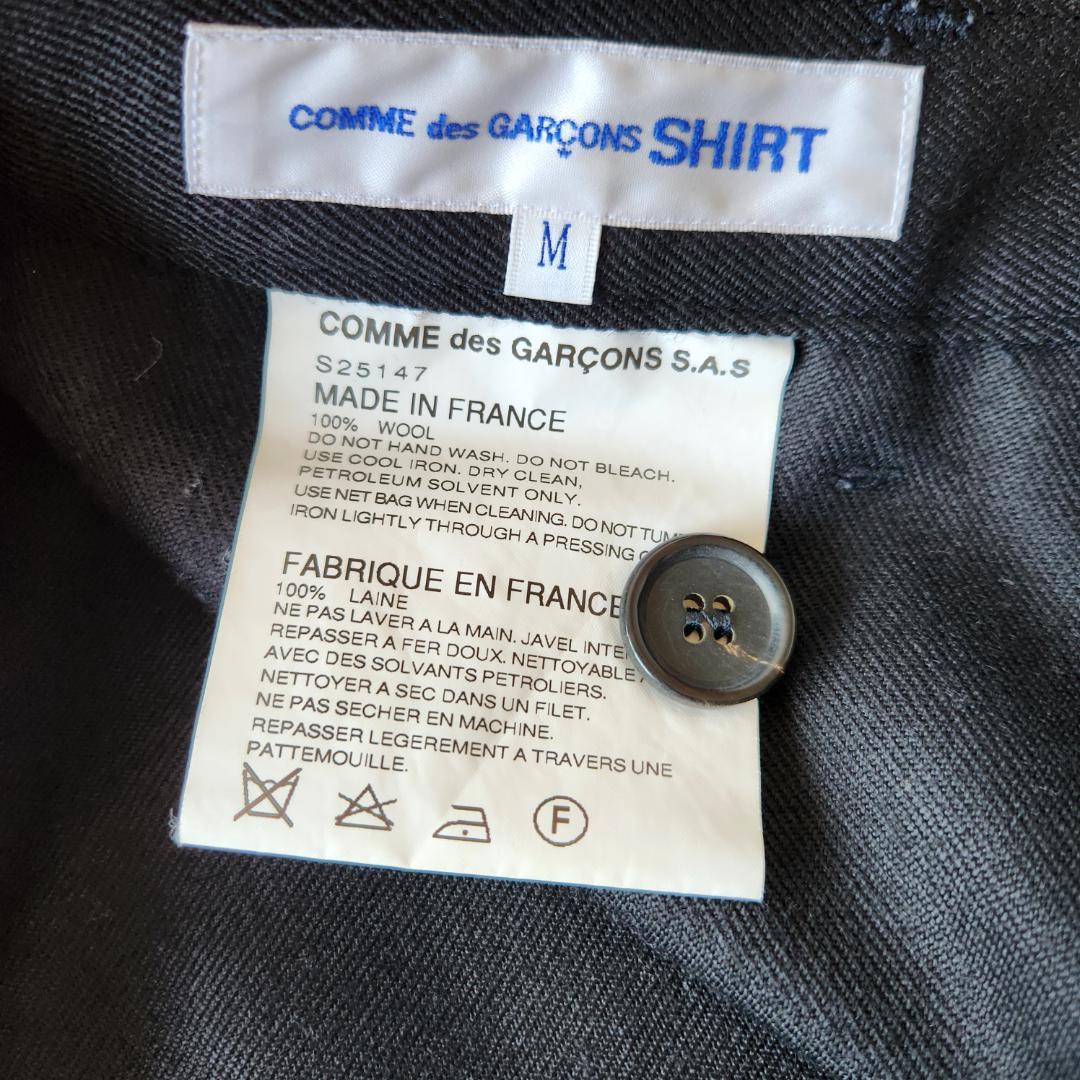 COMME des GARÇONS SHIRT
M
COMME des GARÇONS S.A.S
S25147
MADE IN FRANCE
100% WOOL
DO NOT HAND WASH. DO NOT BLEACH.
USE COOL IRON. DRY CLEAN,
PETROLEUM SOLVENT ONLY.
USE NET BAG WHEN CLEANING. DO NOT
IRON LIGHTLY THROUGH A PRESSING
FABRIQUE EN FRANCE
100% LAINE
NE PAS LAVER A LA MAIN. JAVEL
REPASSER A FER DOUX. NETTOYABLE
AVEC DES SOLVANTS PETROLIERS.
NETTOYER A SEC DANS UN FILET.
NE PAS SECHER EN MACHINE.
REPASSER LEGEREMENT A TRAVERS UNE
PATTEMOUILLE.
F